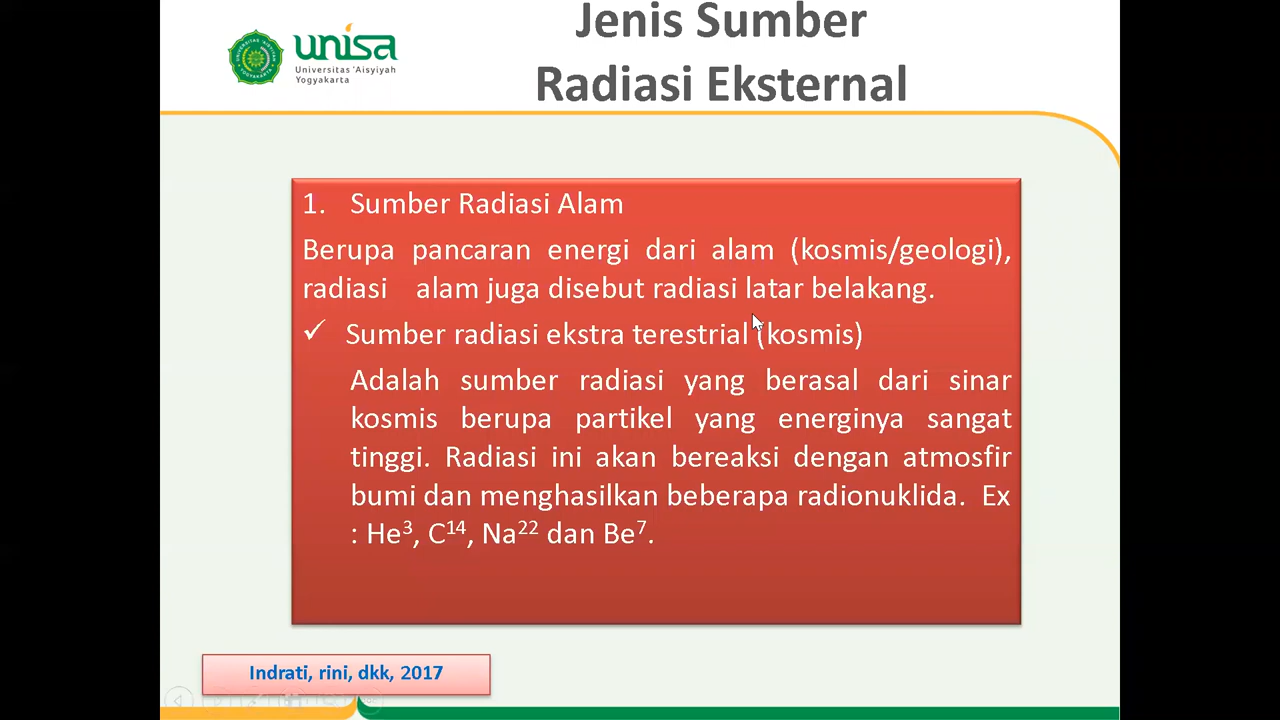 Jenis Sumber
Radiasi Eksternal
unisa
Universitas 'Aisyiyah
Yogyakarta
1. Sumber Radiasi Alam
Berupa pancaran energi dari alam (kosmis/geologi),
radiasi alam juga disebut radiasi latar belakang.
✓ Sumber radiasi ekstra terestrial (kosmis)
Adalah sumber radiasi yang berasal dari sinar
kosmis berupa partikel yang energinya sangat
tinggi. Radiasi ini akan bereaksi dengan atmosfir
bumi dan menghasilkan beberapa radionuklida. Ex
: He³, C¹⁴, Na²² dan Be⁷.
Indrati, rini, dkk, 2017